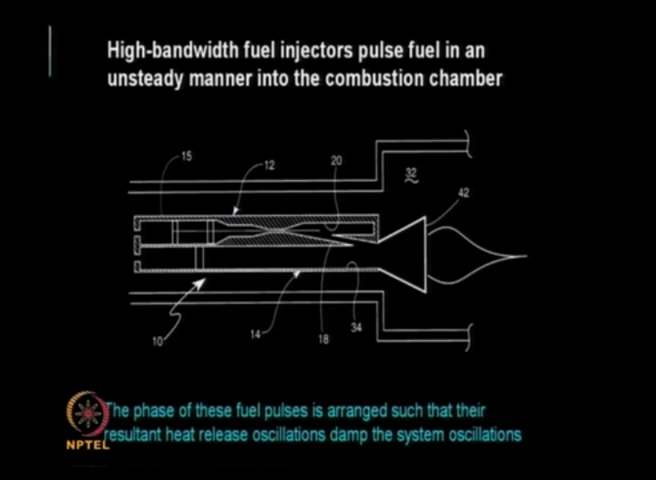 High-bandwidth fuel injectors pulse fuel in an
unsteady manner into the combustion chamber
15
12
20
32
42
10
14
18
34
The phase of these fuel pulses is arranged such that their
resultant heat release oscillations damp the system oscillations
NPTEL